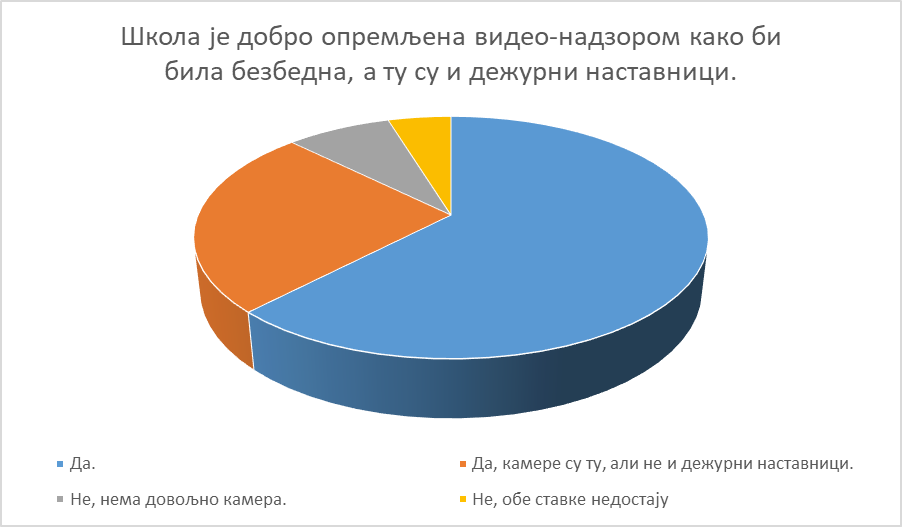 Школа је добро опремљена видео-надзором како би
била безбедна, а ту су и дежурни наставници.
Да.
Да, камере су ту, али не и дежурни наставници.
Не, нема довољно камера.
Не, обе ставке недостају